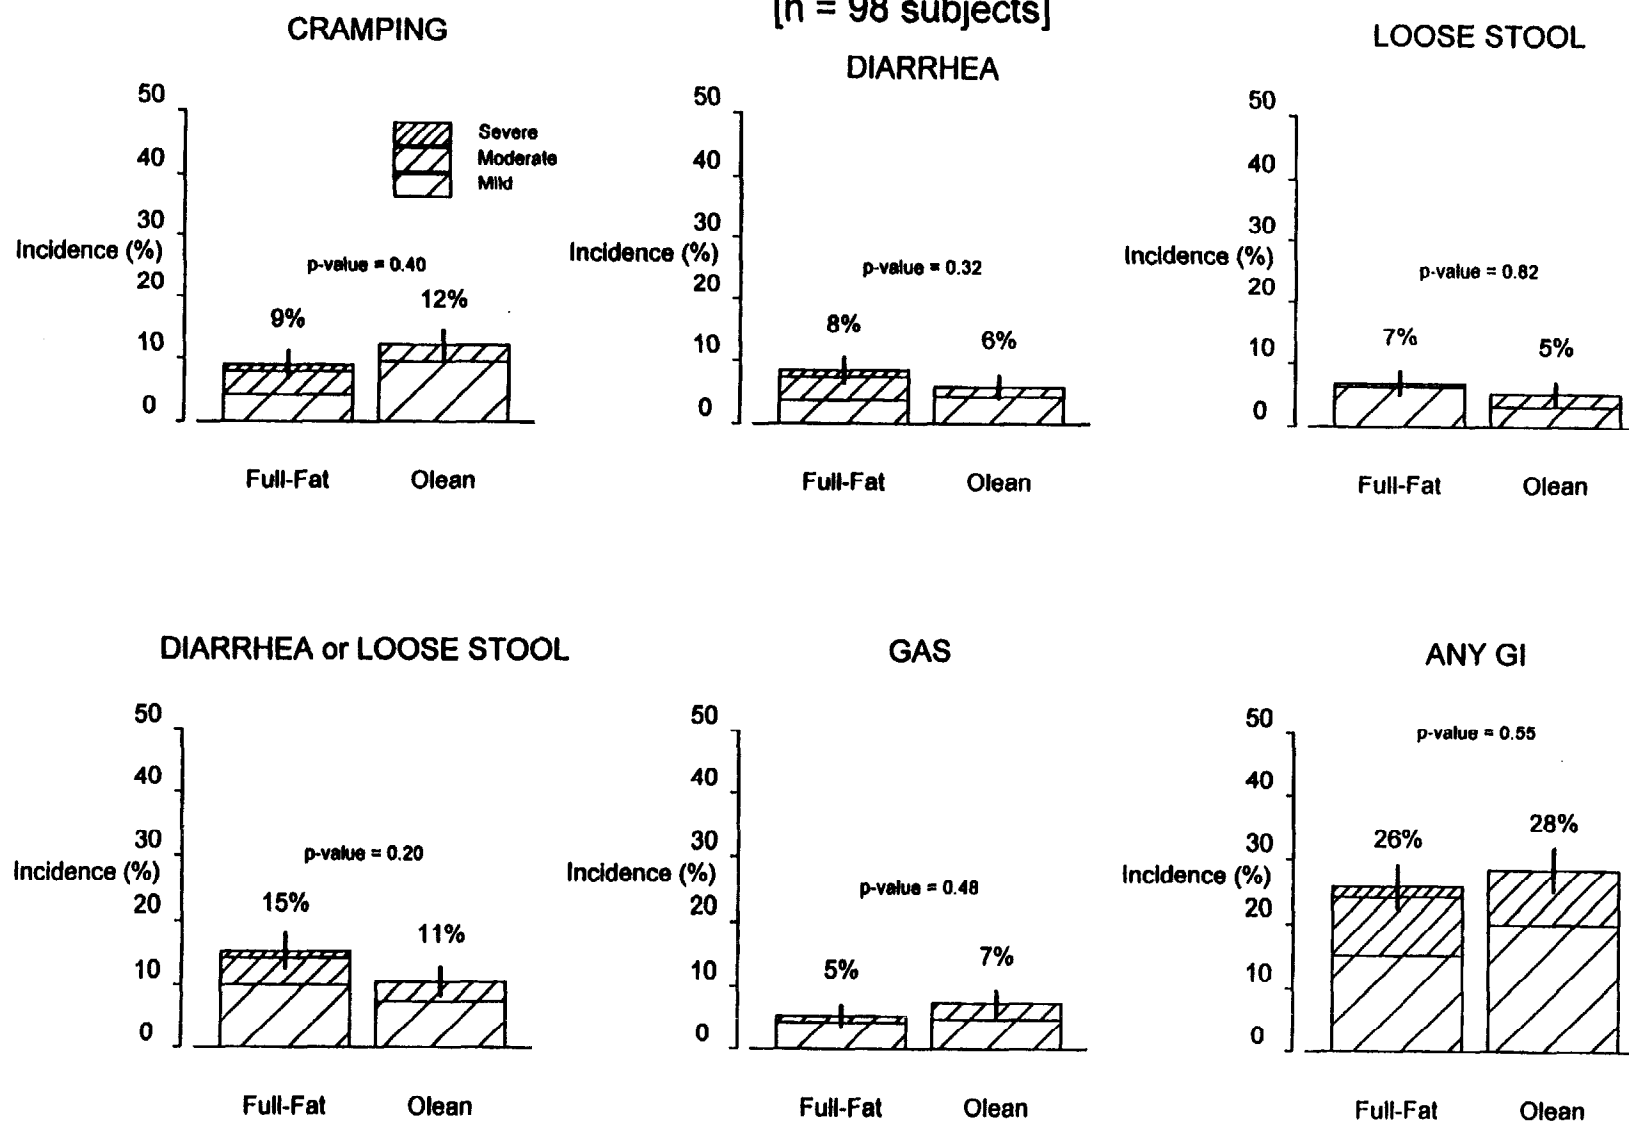 [n = 98 subjects]
CRAMPING
50
40
30
Incidence (%)
20
10
0
Severe
Moderate
Mild
p-value = 0.40
9%
12%
Full-Fat
Olean
DIARRHEA
50
40
30
Incidence (%)
20
10
0
p-value = 0.32
8%
6%
Full-Fat
Olean
LOOSE STOOL
50
40
30
Incidence (%)
20
10
0
p-value = 0.82
7%
5%
Full-Fat
Olean
DIARRHEA or LOOSE STOOL
50
40
30
Incidence (%)
20
10
0
p-value = 0.20
15%
11%
Full-Fat
Olean
GAS
50
40
30
Incidence (%)
20
10
0
p-value = 0.48
5%
7%
Full-Fat
Olean
ANY GI
50
40
30
Incidence (%)
20
10
0
p-value = 0.55
26%
28%
Full-Fat
Olean